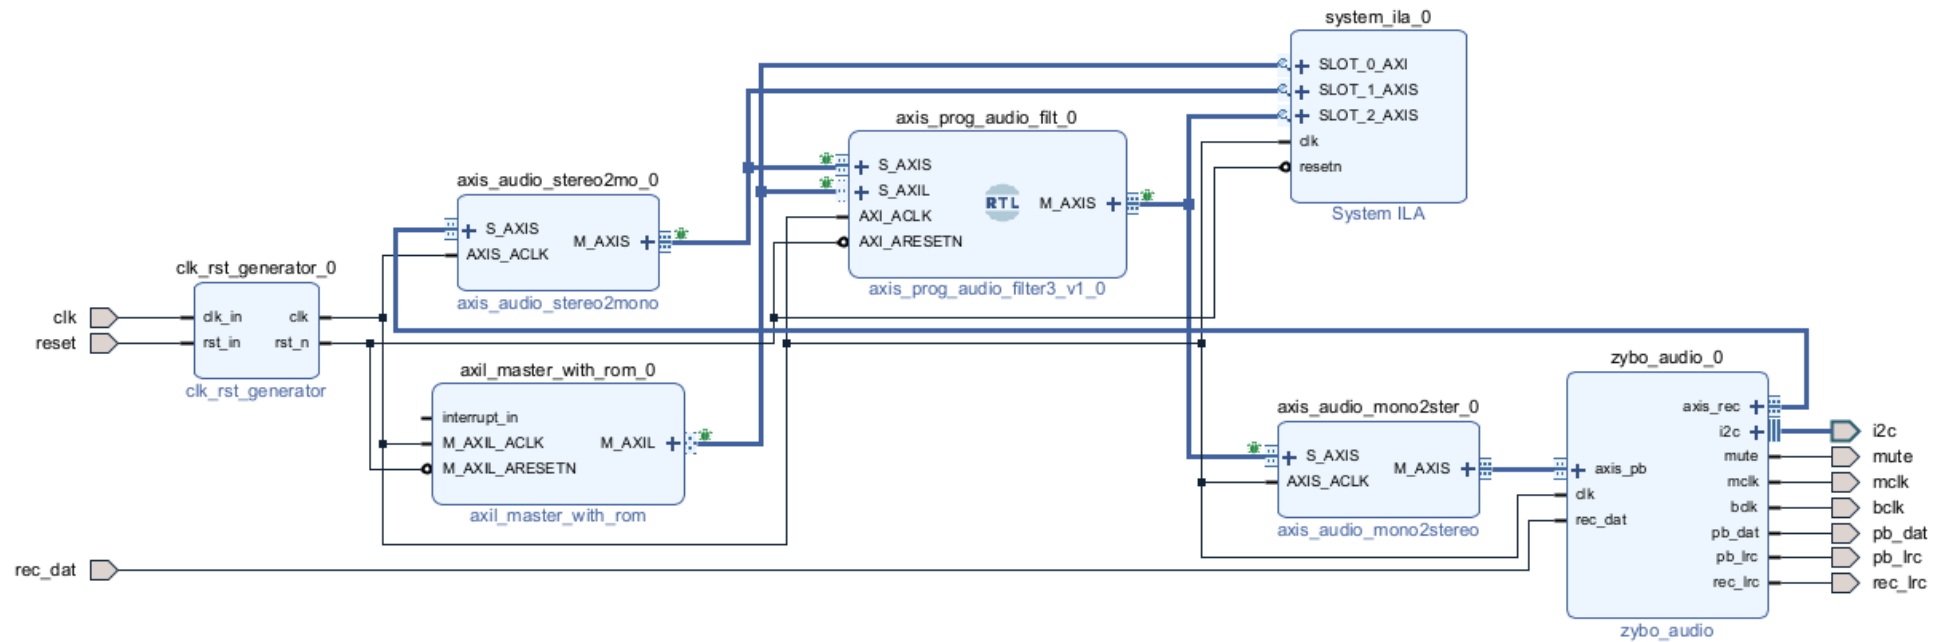 system_ila_0
SLOT_0_AXI
SLOT_1_AXIS
SLOT_2_AXIS
clk
resetn
System ILA
axis_prog_audio_filt_0
S_AXIS
S_AXIL
AXI_ACLK
AXI_ARESETN
RTL
M_AXIS
axis_prog_audio_filter3_v1_0
axis_audio_stereo2mo_0
S_AXIS
AXIS_ACLK
M_AXIS
axis_audio_stereo2mono
clk_rst_generator_0
clk
reset
clk_in
rst_in
clk
rst_n
clk_rst_generator
axil_master_with_rom_0
interrupt_in
M_AXIL_ACLK
M_AXIL_ARESETN
M_AXIL
axil_master_with_rom
rec_dat
axis_audio_mono2ster_0
S_AXIS
AXIS_ACLK
M_AXIS
axis_audio_mono2stereo
zybo_audio_0
axis_pb
clk
rec_dat
axis_rec
i2c
mute
mclk
bclk
pb_dat
pb_lrc
rec_lrc
zybo_audio
i2c
mute
mclk
bclk
pb_dat
pb_lrc
rec_lrc